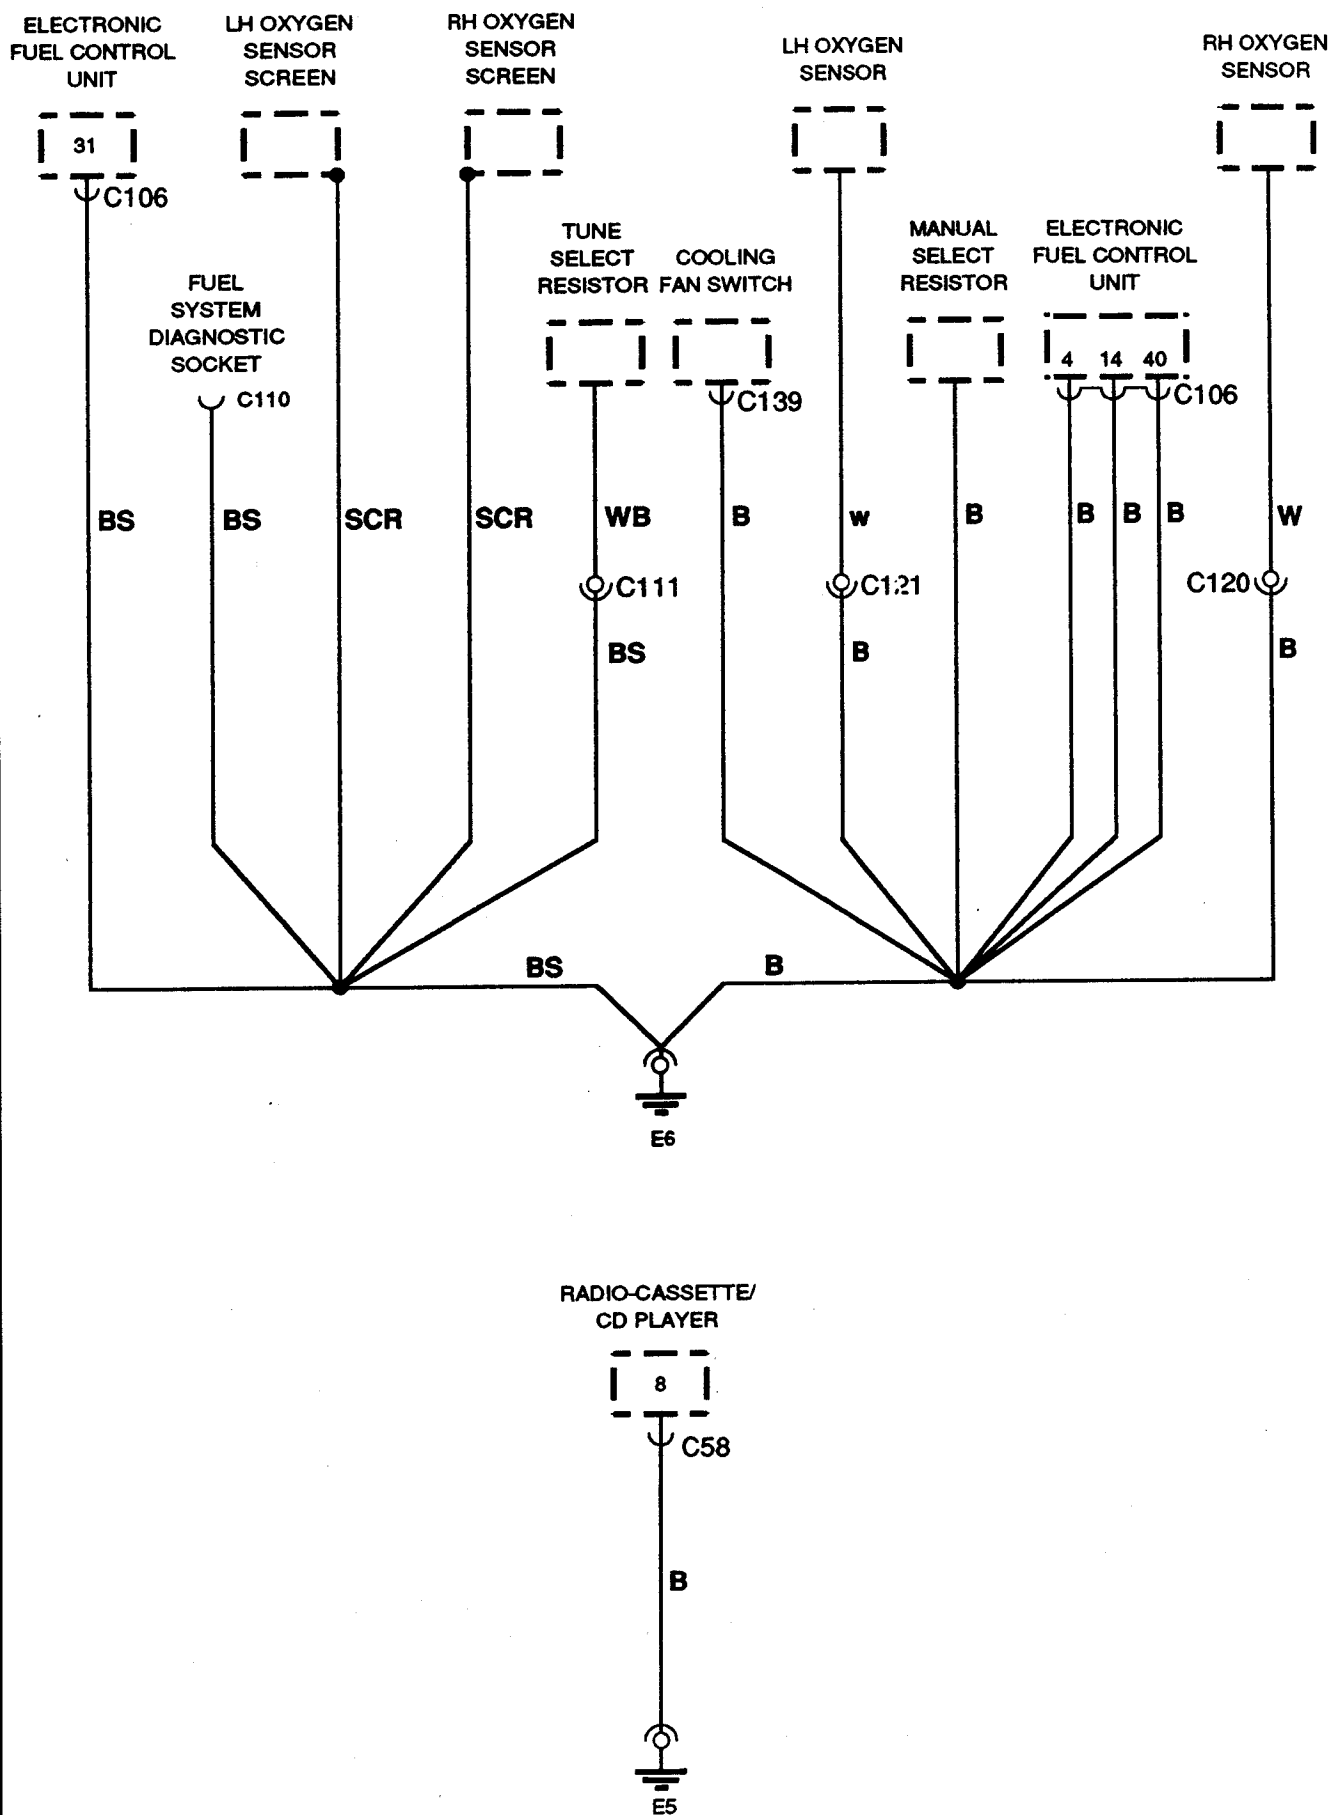 ELECTRONIC
FUEL CONTROL
UNIT
31
C106
LH OXYGEN
SENSOR
SCREEN
RH OXYGEN
SENSOR
SCREEN
LH OXYGEN
SENSOR
RH OXYGEN
SENSOR
FUEL
SYSTEM
DIAGNOSTIC
SOCKET
C110
TUNE
SELECT
RESISTOR
COOLING
FAN SWITCH
C139
MANUAL
SELECT
RESISTOR
ELECTRONIC
FUEL CONTROL
UNIT
4 14 40
C106
BS
BS
SCR
SCR
WB
B
w
B
B
B
B
W
C111
C121
C120
BS
B
B
BS
B
E6
RADIO-CASSETTE/
CD PLAYER
8
C58
B
E5